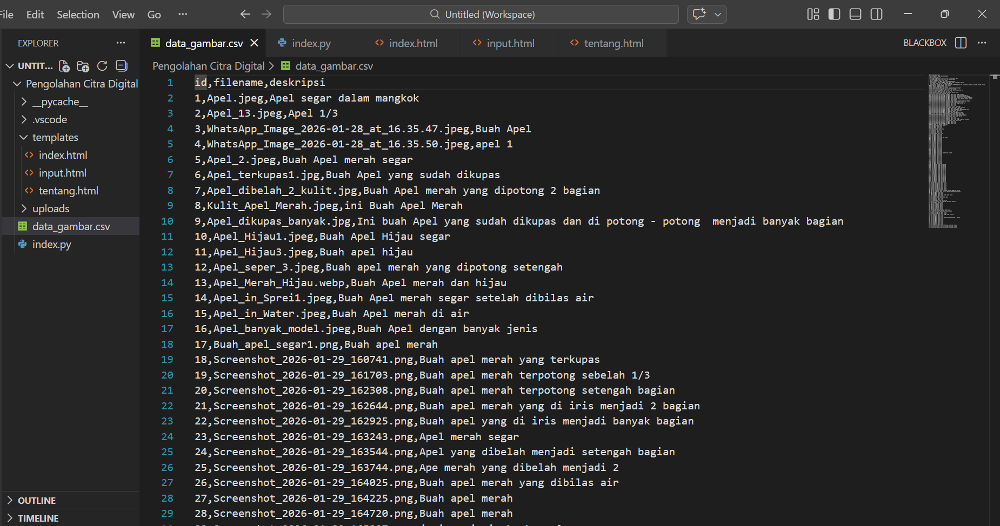 File Edit Selection View Go ···
Untitled (Workspace)
EXPLORER
data_gambar.csv
index.py
index.html
input.html
tentang.html
BLACKBOX
UNTIT...
Pengolahan Citra Digital
__pycache__
.vscode
templates
index.html
input.html
tentang.html
uploads
data_gambar.csv
index.py
OUTLINE
TIMELINE
Pengolahan Citra Digital > data_gambar.csv
1 id,filename,deskripsi
2 1,Apel.jpeg,Apel segar dalam mangkok
3 2,Apel_13.jpeg,Apel 1/3
4 3,WhatsApp_Image_2026-01-28_at_16.35.47.jpeg,Buah Apel
5 4,WhatsApp_Image_2026-01-28_at_16.35.50.jpeg,apel 1
6 5,Apel_2.jpeg,Buah Apel merah segar
7 6,Apel_terkupas1.jpg,Buah Apel yang sudah dikupas
8 7,Apel_dibelah_2_kulit.jpg,Buah Apel merah yang dipotong 2 bagian
9 8,Kulit_Apel_Merah.jpeg,ini Buah Apel Merah
10 9,Apel_dikupas_banyak.jpg,Ini buah Apel yang sudah dikupas dan di potong - potong  menjadi banyak bagian
11 10,Apel_Hijau1.jpeg,Buah Apel Hijau segar
12 11,Apel_Hijau3.jpeg,Buah apel hijau
13 12,Apel_seper_3.jpeg,Buah apel merah yang dipotong setengah
14 13,Apel_Merah_Hijau.webp,Buah Apel merah dan hijau
15 14,Apel_in_Sprei1.jpeg,Buah Apel merah segar setelah dibilas air
16 15,Apel_in_Water.jpeg,Buah Apel merah di air
17 16,Apel_banyak_model.jpeg,Buah Apel dengan banyak jenis
18 17,Buah_apel_segar1.png,Buah apel merah
19 18,Screenshot_2026-01-29_160741.png,Buah apel merah yang terkupas
20 19,Screenshot_2026-01-29_161703.png,Buah apel merah terpotong sebelah 1/3
21 20,Screenshot_2026-01-29_162308.png,Buah apel merah terpotong setengah bagian
22 21,Screenshot_2026-01-29_162644.png,Buah apel merah yang di iris menjadi 2 bagian
23 22,Screenshot_2026-01-29_162925.png,Buah apel yang di iris menjadi banyak bagian
24 23,Screenshot_2026-01-29_163243.png,Apel merah segar
25 24,Screenshot_2026-01-29_163544.png,Apel yang dibelah menjadi setengah bagian
26 25,Screenshot_2026-01-29_163744.png,Ape merah yang dibelah menjadi 2
27 26,Screenshot_2026-01-29_164025.png,Buah apel merah yang dibilas air
28 27,Screenshot_2026-01-29_164225.png,Buah apel merah
29 28,Screenshot_2026-01-29_164720.png,Buah apel merah